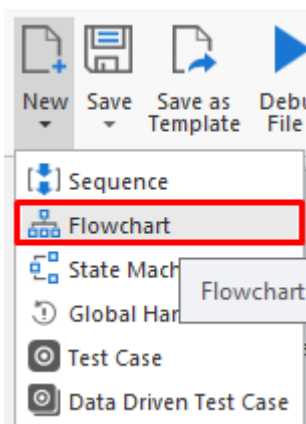 New Save Save as Debu
Template File
Sequence
Flowchart
State Mach
Flowchart
Global Har
Test Case
Data Driven Test Case